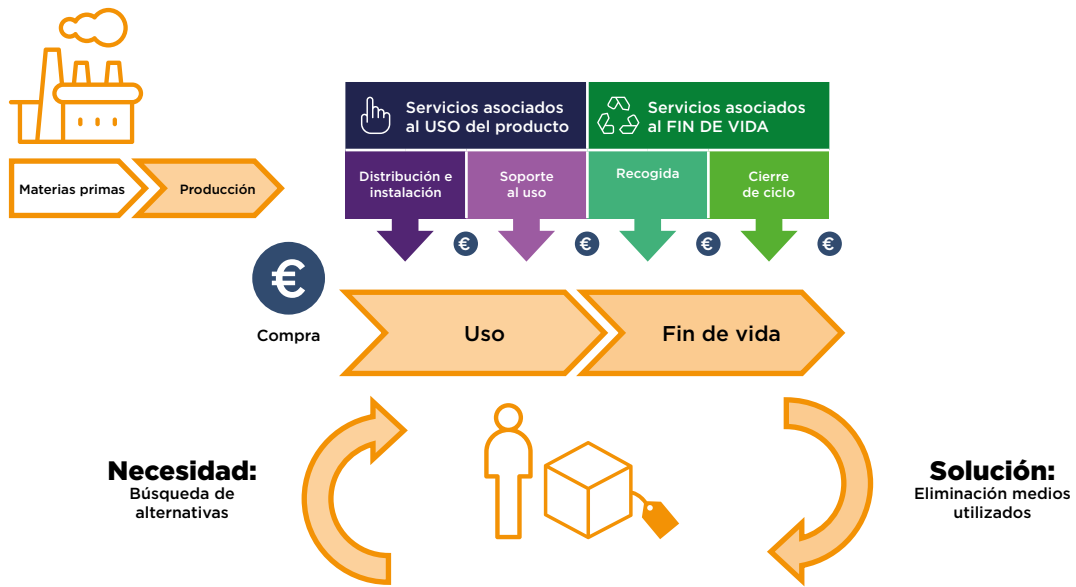 Servicios asociados
al USO del producto
Servicios asociados
al FIN DE VIDA
Materias primas
Producción
Distribución e
instalación
Soporte
al uso
Recogida
Cierre
de ciclo
€
€
€
€
€
Compra
Uso
Fin de vida
Necesidad:
Búsqueda de
alternativas
Solución:
Eliminación medios
utilizados